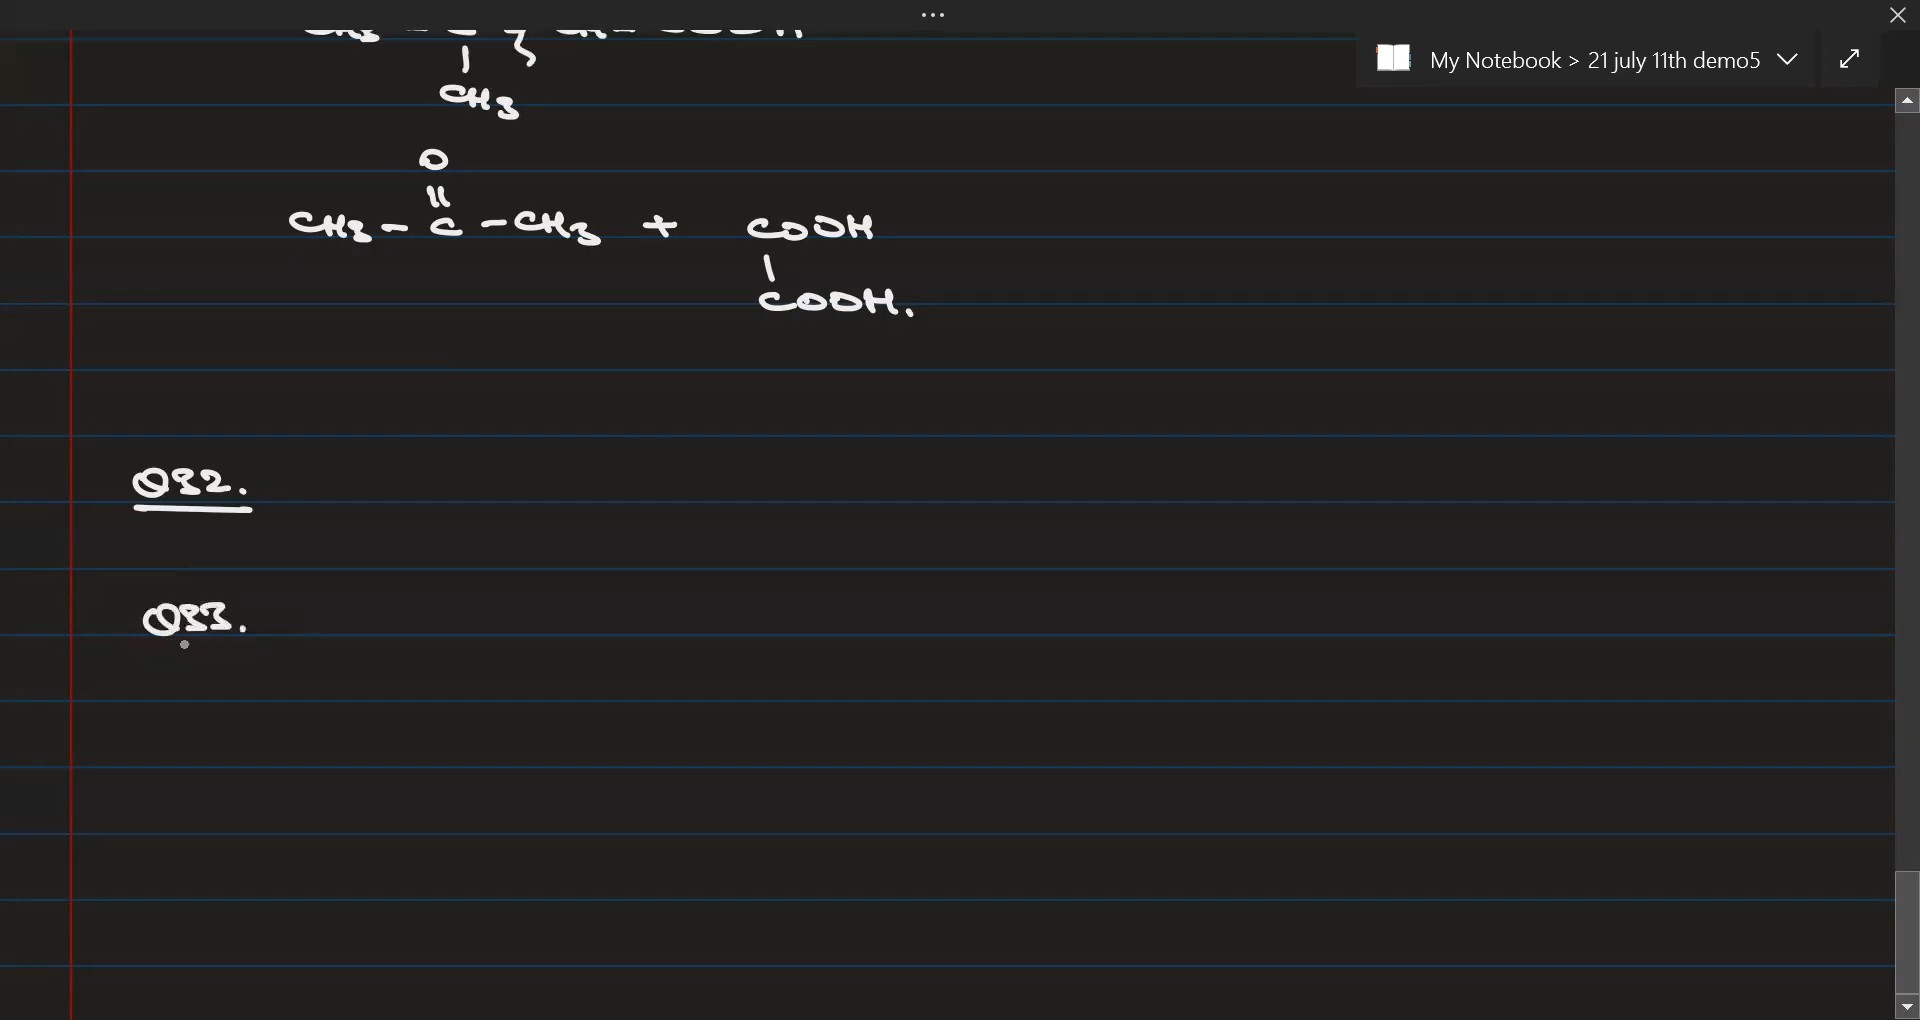 My Notebook > 21 july 11th demo5
CH3
O
||
CH3 - C - CH3 + COOH
|
COOH.
Q32.
Q33.